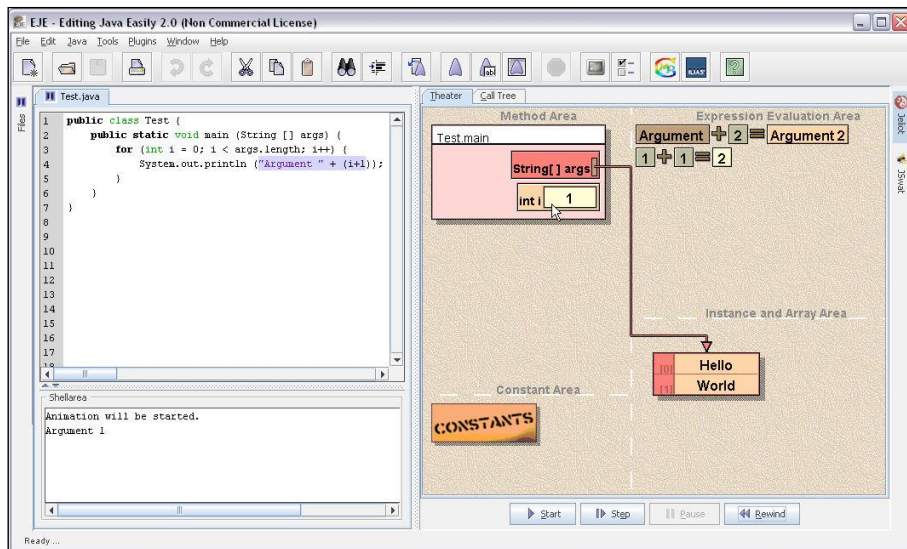 EJE - Editing Java Easily 2.0 (Non Commercial License)
File Edit Java Tools Plugins Window Help
Files
Test.java
1 public class Test {
2 public static void main (String [] args) {
3 for (int i = 0; i < args.length; i++) {
4 System.out.println ("Argument " + (i+1));
5 }
6 }
7 }
8
9
10
11
12
13
14
15
16
17
18
Shellarea
Animation will be started.
Argument 1
Theater Call Tree
Method Area
Test.main
String[ ] args
int i 1
Expression Evaluation Area
Argument + 2 = Argument 2
1 + 1 = 2
Instance and Array Area
[0] Hello
[1] World
Constant Area
CONSTANTS
Start Step Pause Rewind
Jeliot
JSwat
Ready ...